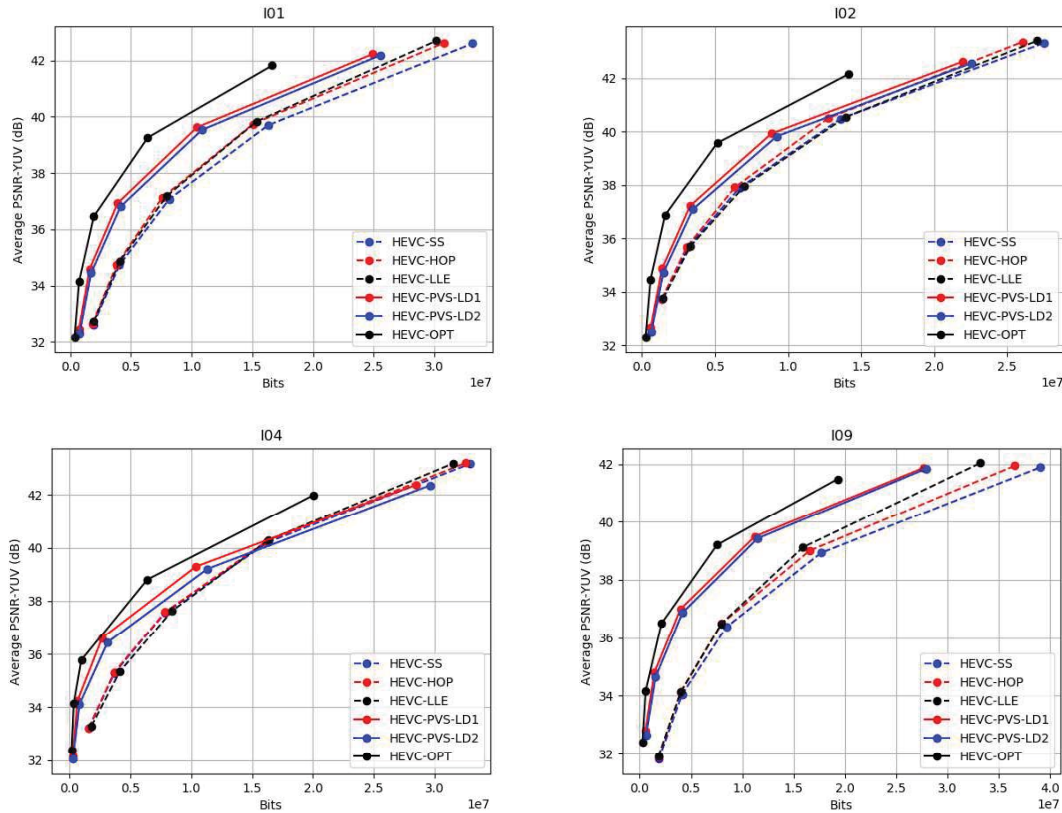 I01
Average PSNR-YUV (dB)
42
40
38
36
34
32
HEVC-SS
HEVC-HOP
HEVC-LLE
HEVC-PVS-LD1
HEVC-PVS-LD2
HEVC-OPT
0.0 0.5 1.0 1.5 2.0 2.5 3.0
Bits
1e7
I02
Average PSNR-YUV (dB)
42
40
38
36
34
32
HEVC-SS
HEVC-HOP
HEVC-LLE
HEVC-PVS-LD1
HEVC-PVS-LD2
HEVC-OPT
0.0 0.5 1.0 1.5 2.0 2.5
Bits
1e7
I04
Average PSNR-YUV (dB)
42
40
38
36
34
32
HEVC-SS
HEVC-HOP
HEVC-LLE
HEVC-PVS-LD1
HEVC-PVS-LD2
HEVC-OPT
0.0 0.5 1.0 1.5 2.0 2.5 3.0
Bits
1e7
I09
Average PSNR-YUV (dB)
42
40
38
36
34
32
HEVC-SS
HEVC-HOP
HEVC-LLE
HEVC-PVS-LD1
HEVC-PVS-LD2
HEVC-OPT
0.0 0.5 1.0 1.5 2.0 2.5 3.0 3.5 4.0
Bits
1e7